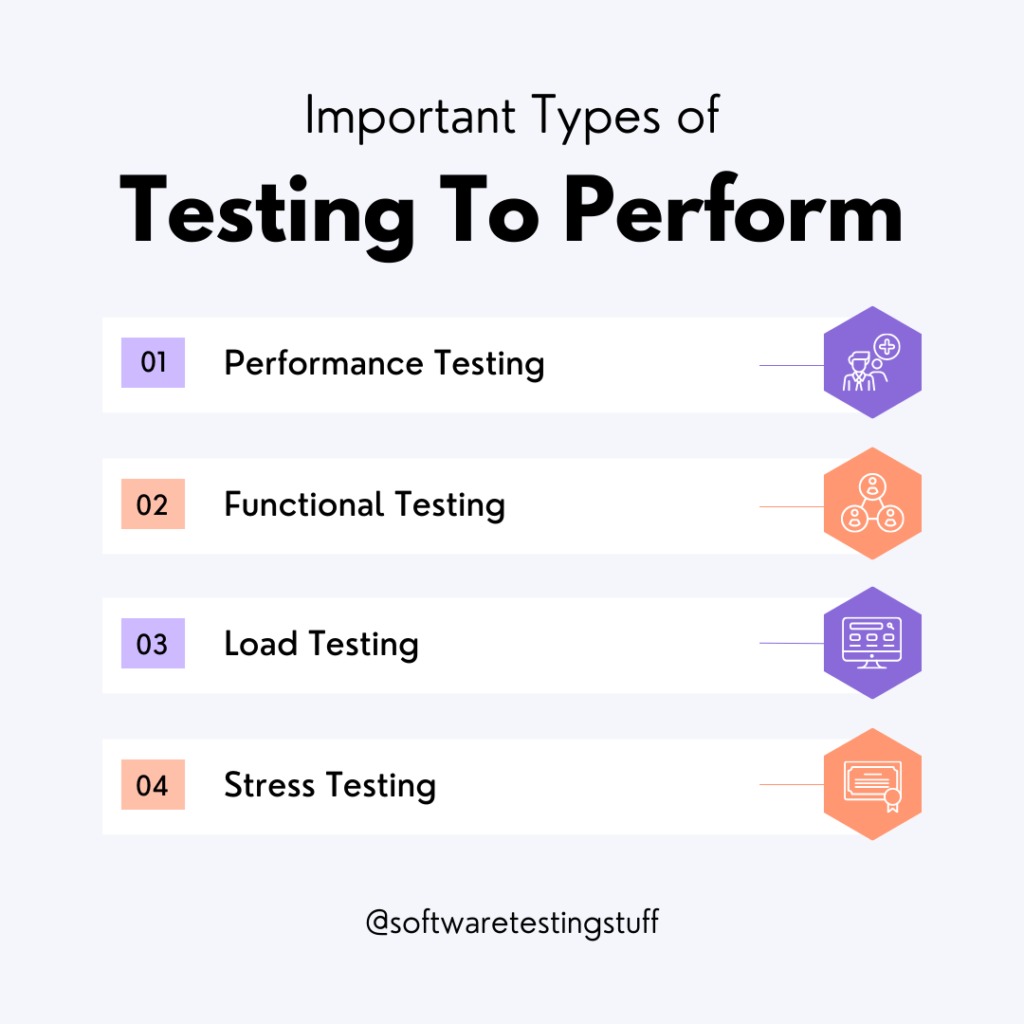 Important Types of
Testing To Perform
01 Performance Testing
02 Functional Testing
03 Load Testing
04 Stress Testing
@softwaretestingstuff